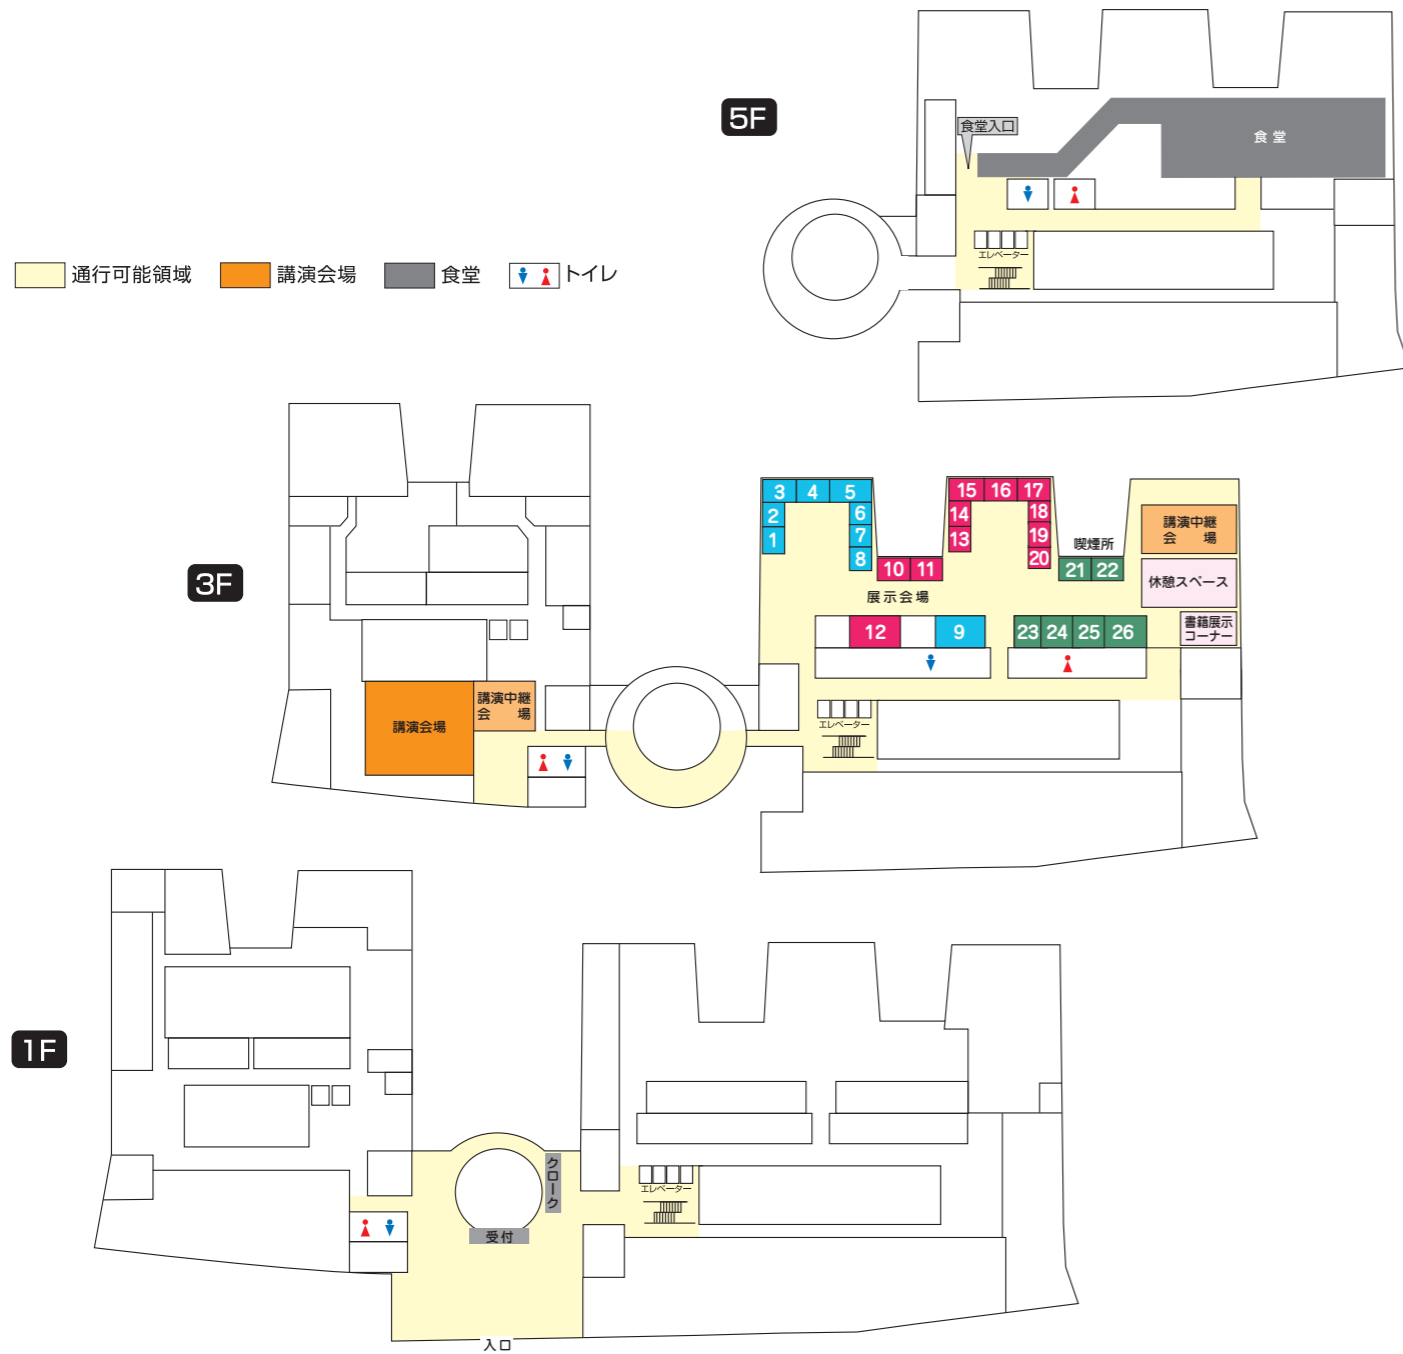 5F
食堂入口
食堂
エレベーター
通行可能領域
講演会場
食堂
トイレ
3F
3 4 5
2
1
6
7
8
10 11
15 16 17
14
13
18
19
20
喫煙所
21 22
講演中継
会 場
休憩スペース
書籍展示
コーナー
展示会場
12
9
23 24 25 26
講演会場
講演中継
会 場
エレベーター
1F
クローク
受付
エレベーター
入口